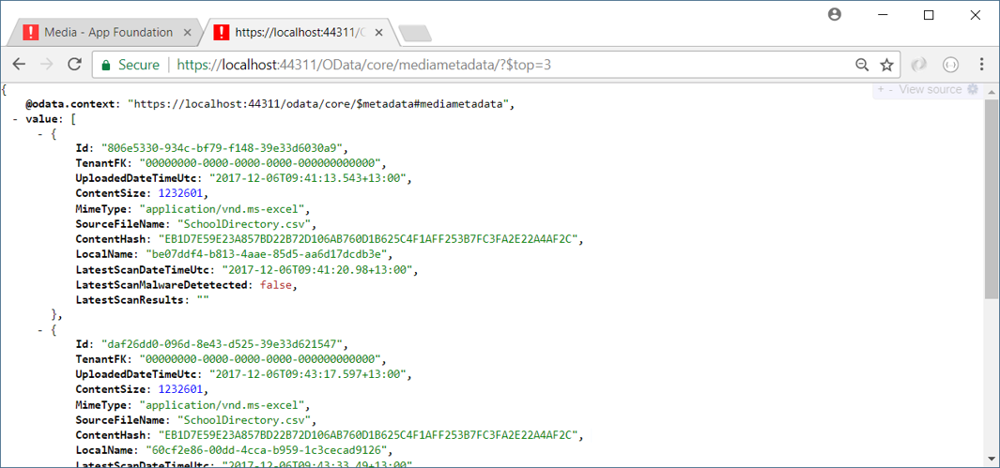 Media - App Foundation
https://localhost:44311/O
Secure https://localhost:44311/OData/core/mediametadata/?$top=3
+ - View source
{
@odata.context: "https://localhost:44311/odata/core/$metadata#mediametadata",
- value: [
- {
Id: "806e5330-934c-bf79-f148-39e33d6030a9",
TenantFK: "00000000-0000-0000-0000-000000000000",
UploadedDateTimeUtc: "2017-12-06T09:41:13.543+13:00",
ContentSize: 1232601,
MimeType: "application/vnd.ms-excel",
SourceFileName: "SchoolDirectory.csv",
ContentHash: "EB1D7E59E23A857BD22B72D106AB760D1B625C4F1AFF253B7FC3FA2E22A4AF2C",
LocalName: "be07ddf4-b813-4aae-85d5-aa6d17dcdb3e",
LatestScanDateTimeUtc: "2017-12-06T09:41:20.98+13:00",
LatestScanMalwareDetetected: false,
LatestScanResults: ""
},
- {
Id: "daf26dd0-096d-8e43-d525-39e33d621547",
TenantFK: "00000000-0000-0000-0000-000000000000",
UploadedDateTimeUtc: "2017-12-06T09:43:17.597+13:00",
ContentSize: 1232601,
MimeType: "application/vnd.ms-excel",
SourceFileName: "SchoolDirectory.csv",
ContentHash: "EB1D7E59E23A857BD22B72D106AB760D1B625C4F1AFF253B7FC3FA2E22A4AF2C",
LocalName: "60cf2e86-00dd-4cca-b959-1c3cecad9126",
LatestScanDateTimeUtc: "2017-12-06T09:43:33.49+13:00",